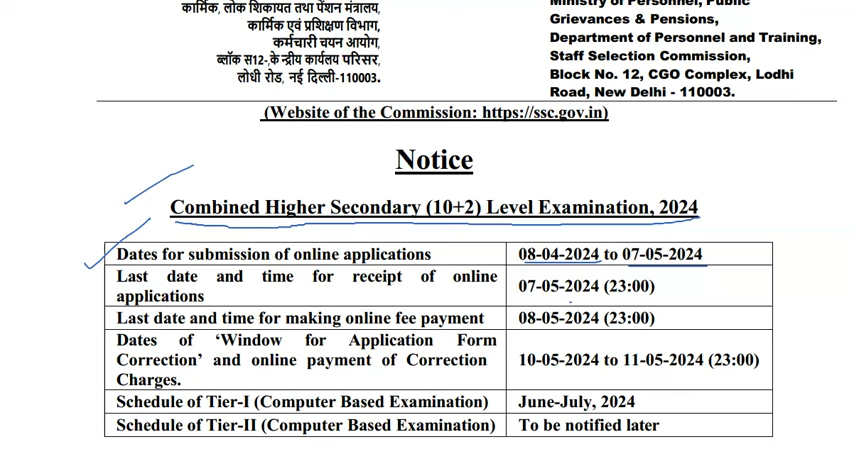 कार्मिक, लोक शिकायत तथा पेंशन मंत्रालय,
कार्मिक एवं प्रशिक्षण विभाग,
कर्मचारी चयन आयोग,
ब्लॉक स12-,के न्द्रीय कार्यलय परिसर,
लोधी रोड, नई दिल्ली-110003.
Ministry of Personnel, Public
Grievances & Pensions,
Department of Personnel and Training,
Staff Selection Commission,
Block No. 12, CGO Complex, Lodhi
Road, New Delhi - 110003.
(Website of the Commission: https://ssc.gov.in)
Notice
Combined Higher Secondary (10+2) Level Examination, 2024
Dates for submission of online applications 08-04-2024 to 07-05-2024
Last date and time for receipt of online
applications 07-05-2024 (23:00)
Last date and time for making online fee payment 08-05-2024 (23:00)
Dates of ‘Window for Application Form
Correction’ and online payment of Correction 10-05-2024 to 11-05-2024 (23:00)
Charges.
Schedule of Tier-I (Computer Based Examination) June-July, 2024
Schedule of Tier-II (Computer Based Examination) To be notified later